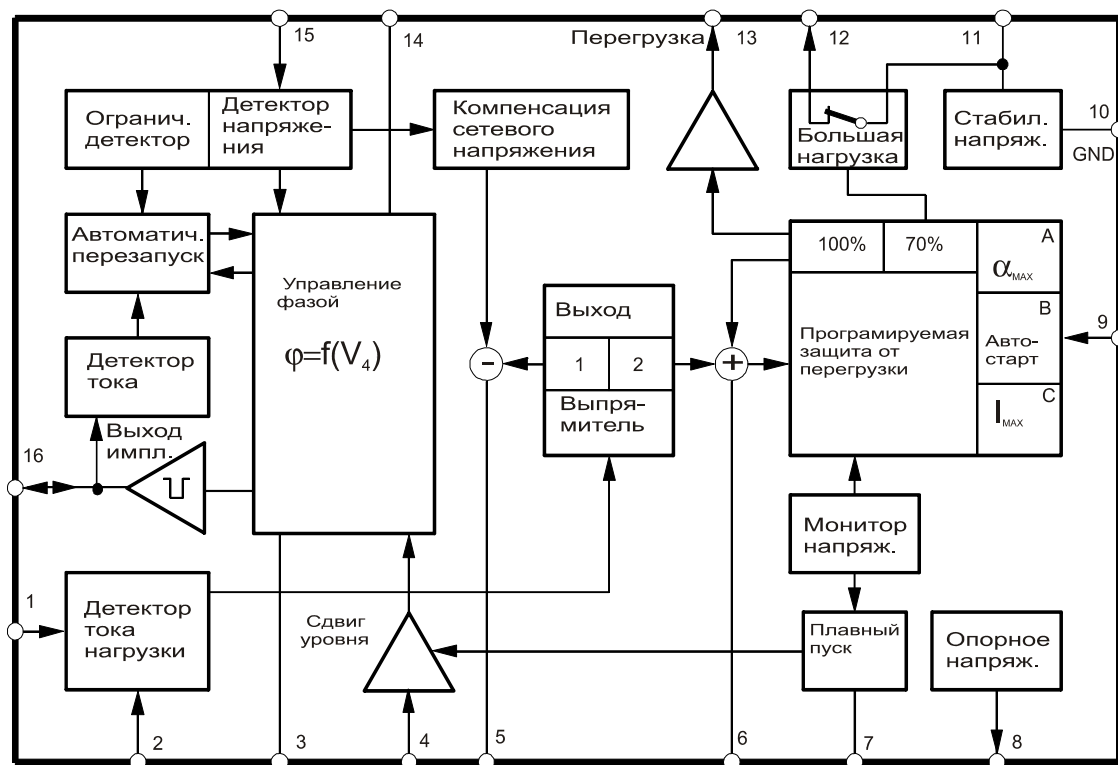 15
14
Перегрузка
13
12
11
Огранич.
детектор
Детектор
напряже-
ния
Компенсация
сетевого
напряжения
Большая
нагрузка
Стабил.
напряж.
10
GND
Автоматич.
перезапуск
Управление
фазой
φ=f(V4)
100%
70%
A
αMAX
Выход
1
2
Выпря-
митель
-
+
Програмируемая
защита от
перегрузки
B
Авто-
старт
C
IMAX
9
Детектор
тока
Выход
импл.
16
Монитор
напряж.
1
Детектор
тока
нагрузки
Сдвиг
уровня
Плавный
пуск
Опорное
напряж.
2
3
4
5
6
7
8